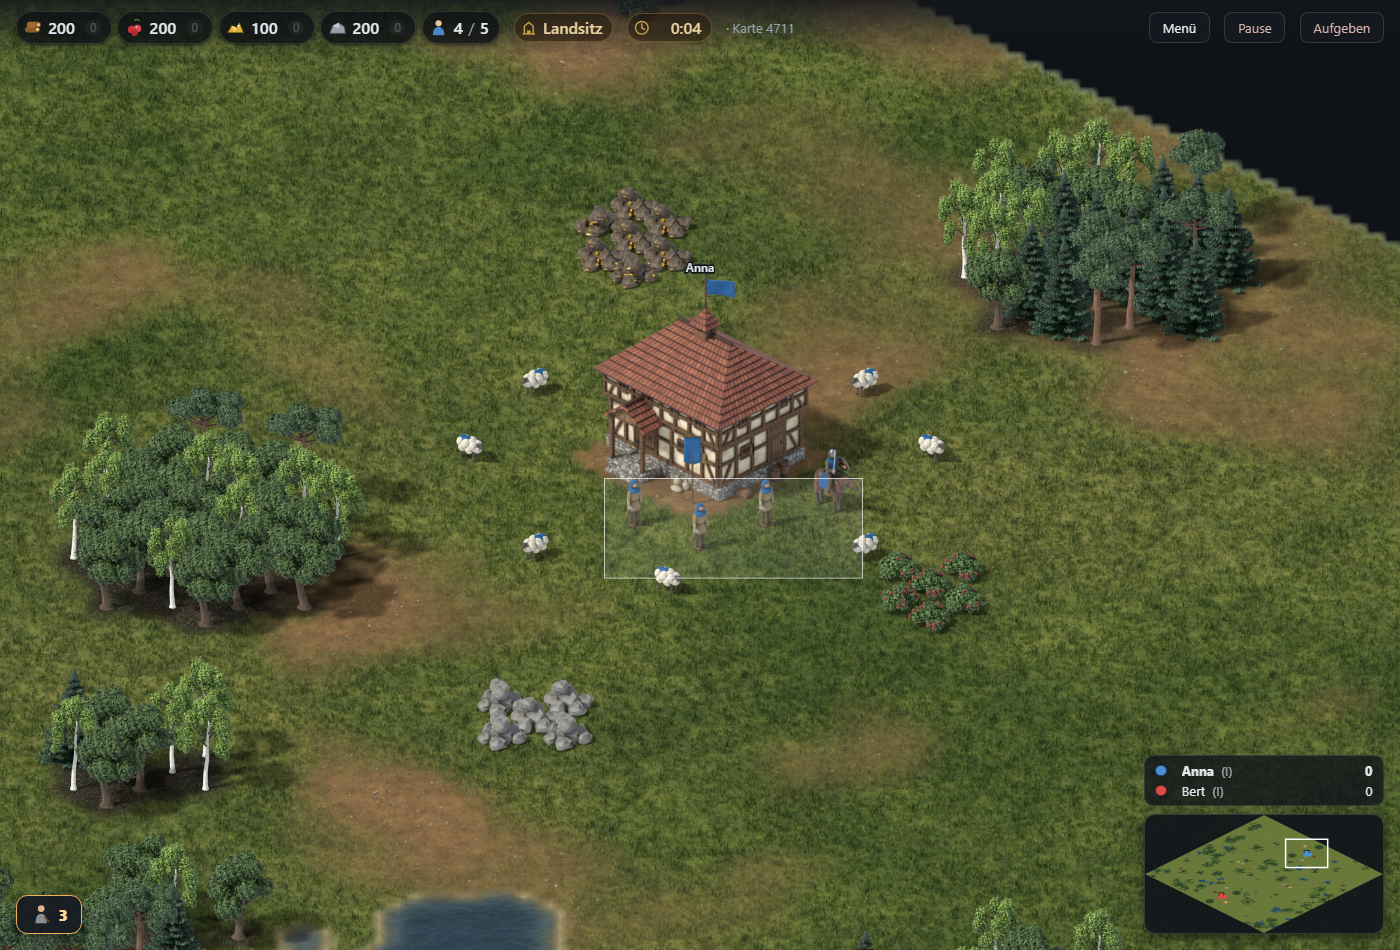 200 0 200 0 100 0 200 0 4 / 5 Landsitz 0:04 · Karte 4711 Menü Pause Aufgeben
Anna
Anna (I) 0
Bert (I) 0
3